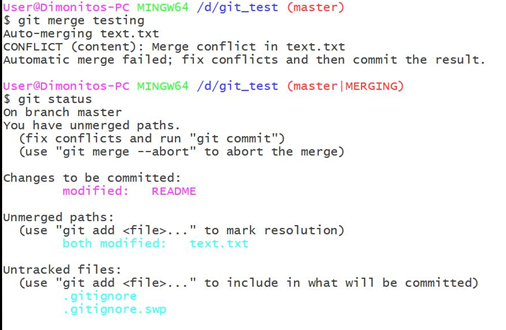 User@Dimonitos-PC MINGW64 /d/git_test (master)
$ git merge testing
Auto-merging text.txt
CONFLICT (content): Merge conflict in text.txt
Automatic merge failed; fix conflicts and then commit the result.

User@Dimonitos-PC MINGW64 /d/git_test (master|MERGING)
$ git status
On branch master
You have unmerged paths.
  (fix conflicts and run "git commit")
  (use "git merge --abort" to abort the merge)

Changes to be committed:
        modified:   README

Unmerged paths:
  (use "git add <file>..." to mark resolution)
        both modified:   text.txt

Untracked files:
  (use "git add <file>..." to include in what will be committed)
        .gitignore
        .gitignore.swp